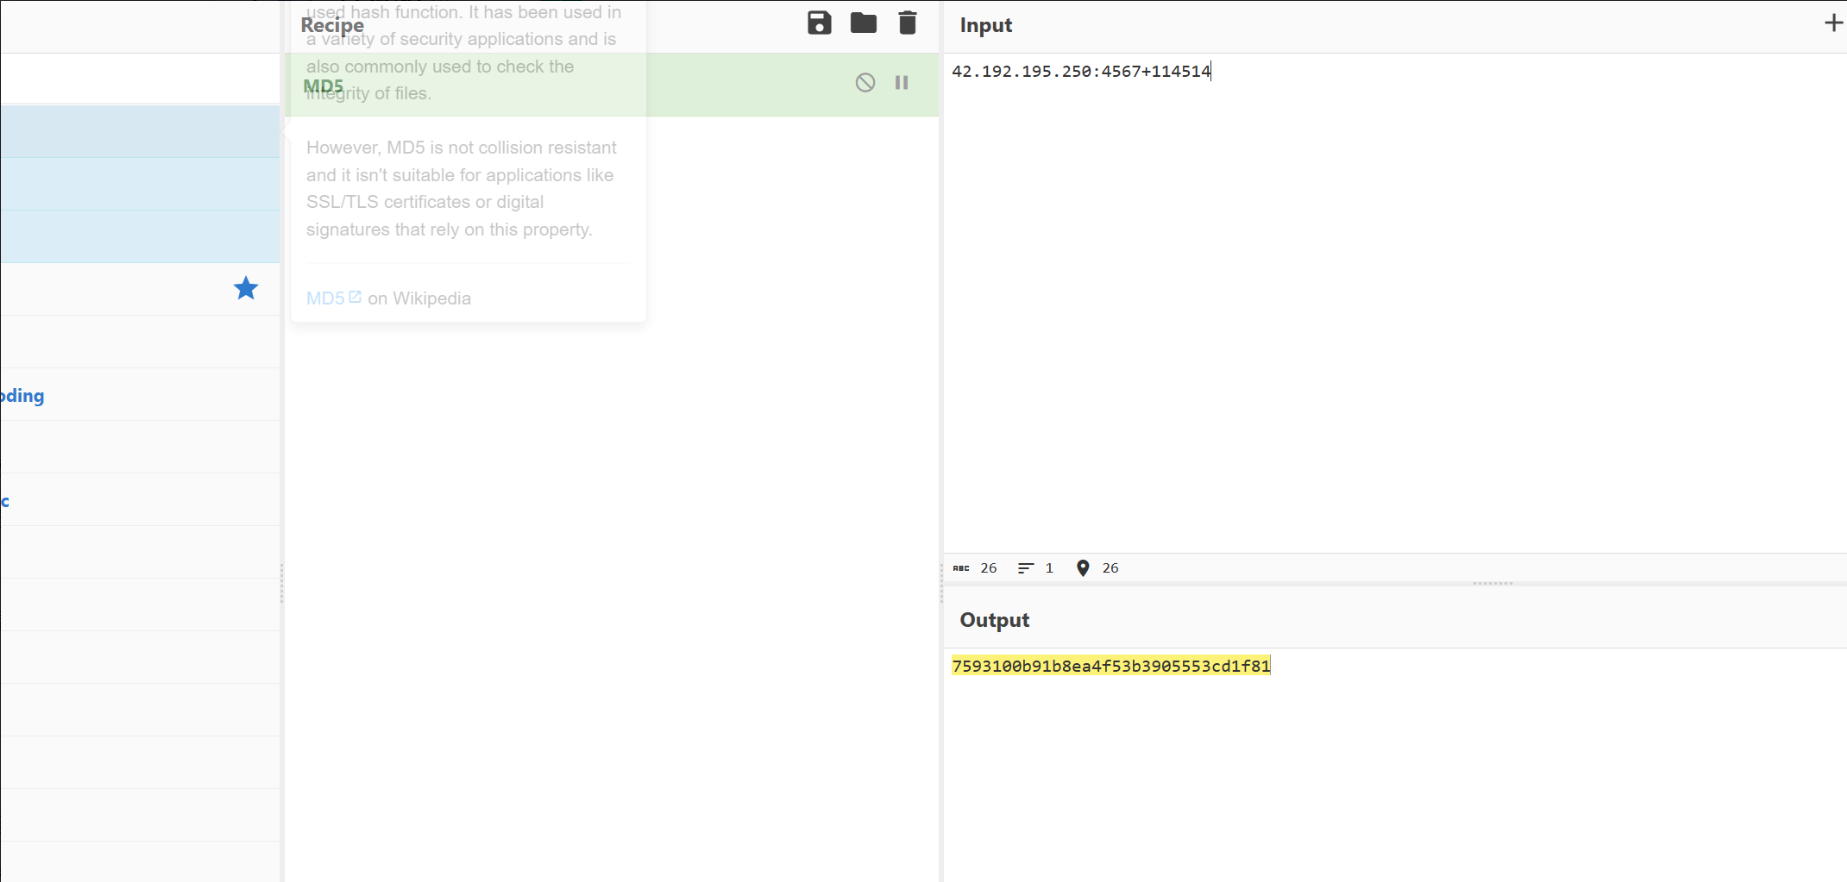 oding
c
Recipe
used hash function. It has been used in
a variety of security applications and is
also commonly used to check the
MD5
integrity of files.
However, MD5 is not collision resistant
and it isn't suitable for applications like
SSL/TLS certificates or digital
signatures that rely on this property.
MD5 on Wikipedia
Input
42.192.195.250:4567+114514
ABC 26 1 26
Output
7593100b91b8ea4f53b3905553cd1f81